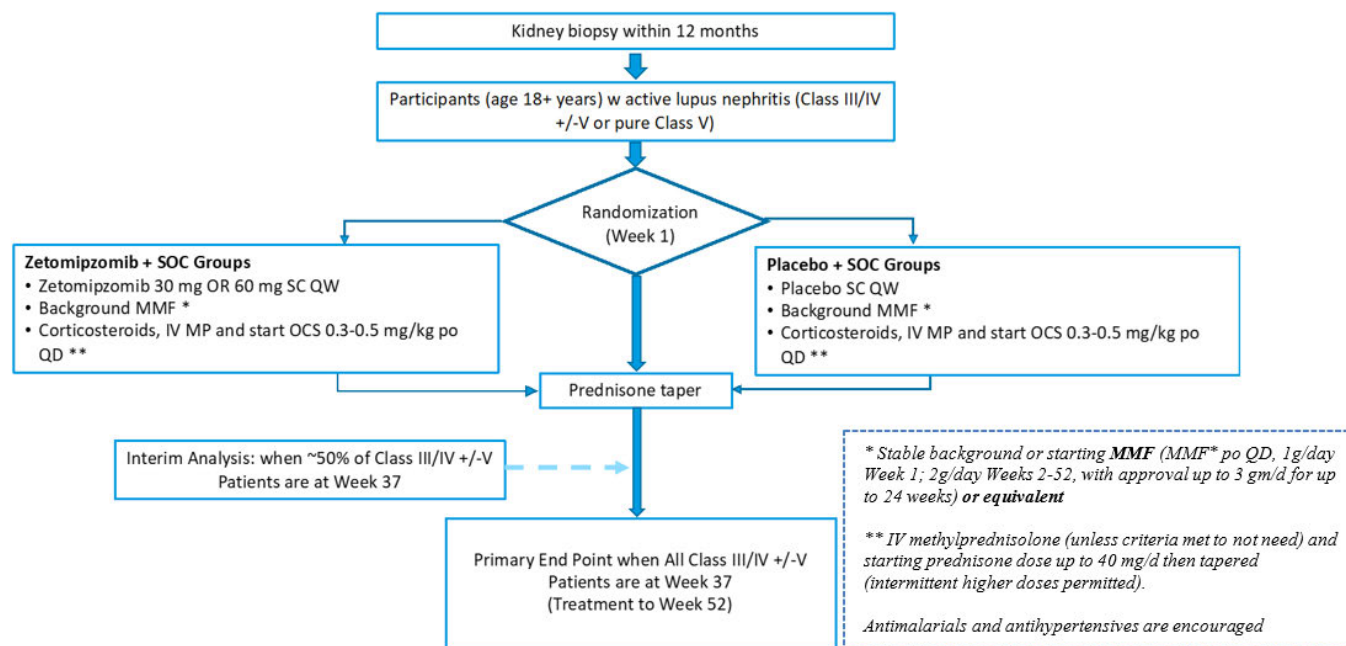 Kidney biopsy within 12 months
Participants (age 18+ years) w active lupus nephritis (Class III/IV
+/-V or pure Class V)
Randomization
(Week 1)
Zetomipzomib + SOC Groups
• Zetomipzomib 30 mg OR 60 mg SC QW
• Background MMF *
• Corticosteroids, IV MP and start OCS 0.3-0.5 mg/kg po
QD **
Placebo + SOC Groups
• Placebo SC QW
• Background MMF *
• Corticosteroids, IV MP and start OCS 0.3-0.5 mg/kg po
QD **
Prednisone taper
Interim Analysis: when ~50% of Class III/IV +/-V
Patients are at Week 37
Primary End Point when All Class III/IV +/-V
Patients are at Week 37
(Treatment to Week 52)
* Stable background or starting MMF (MMF* po QD, 1g/day
Week 1; 2g/day Weeks 2-52, with approval up to 3 gm/d for up
to 24 weeks) or equivalent
** IV methylprednisolone (unless criteria met to not need) and
starting prednisone dose up to 40 mg/d then tapered
(intermittent higher doses permitted).
Antimalarials and antihypertensives are encouraged